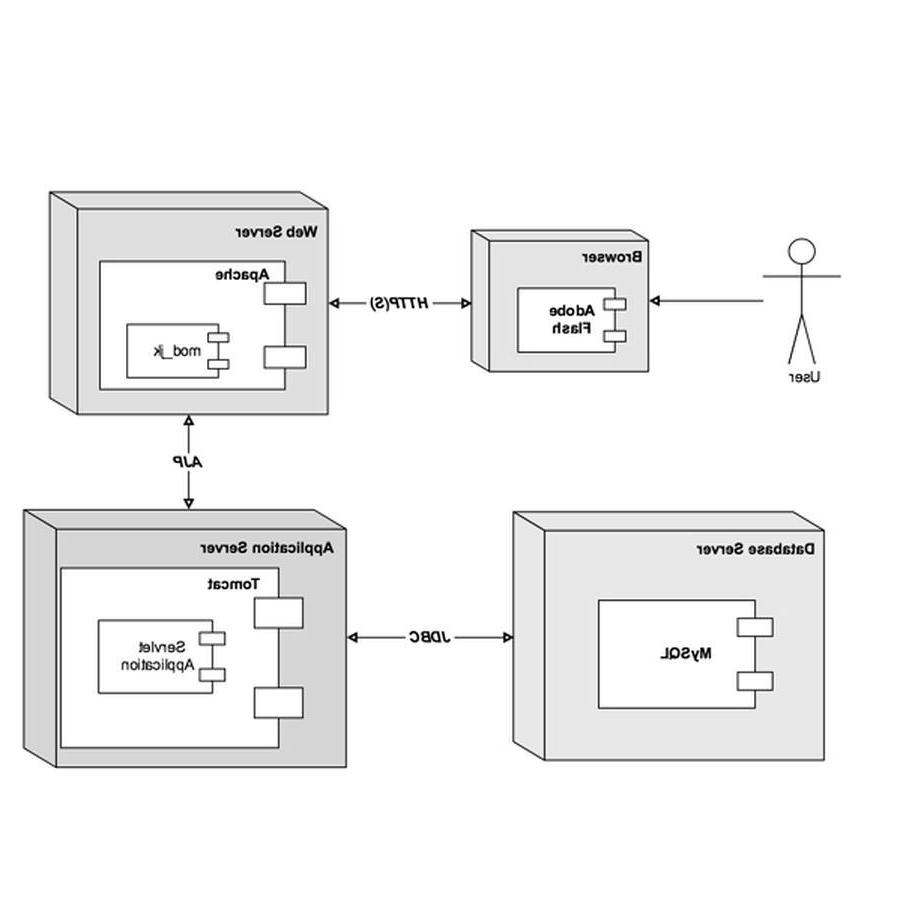 Web Server
Browser
Apache
Adobe
Flash
HTTP(S)
mod_jk
User
AJP
Application Server
Database Server
Tomcat
Servlet
Application
JDBC
MySQL